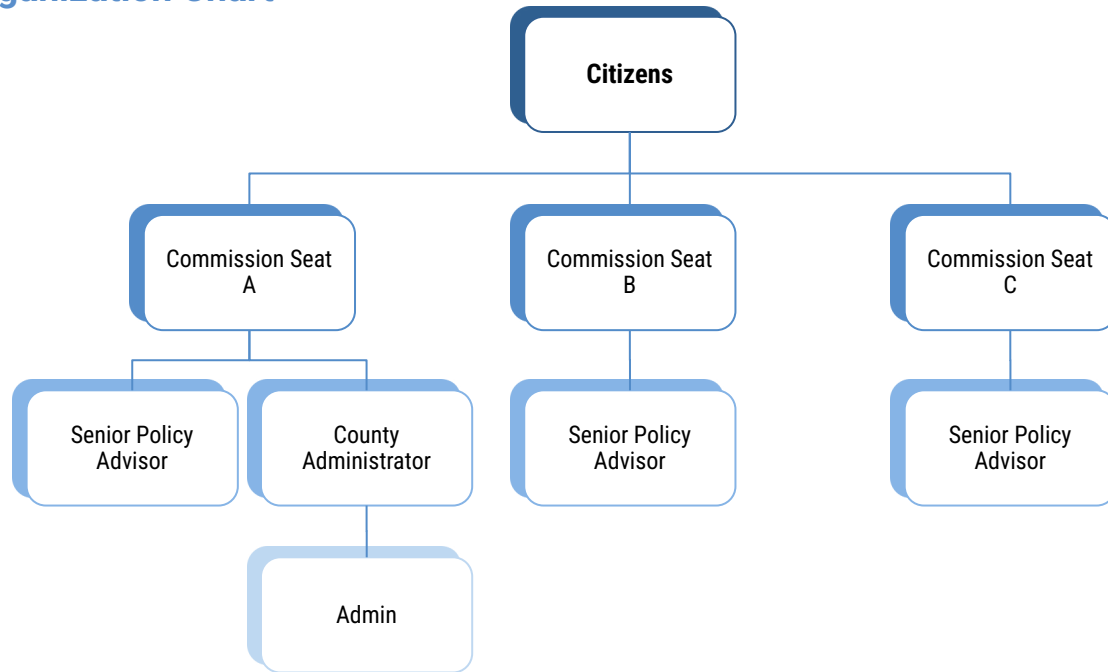 Citizens
Commission Seat
A
Commission Seat
B
Commission Seat
C
Senior Policy
Advisor
County
Administrator
Senior Policy
Advisor
Senior Policy
Advisor
Admin